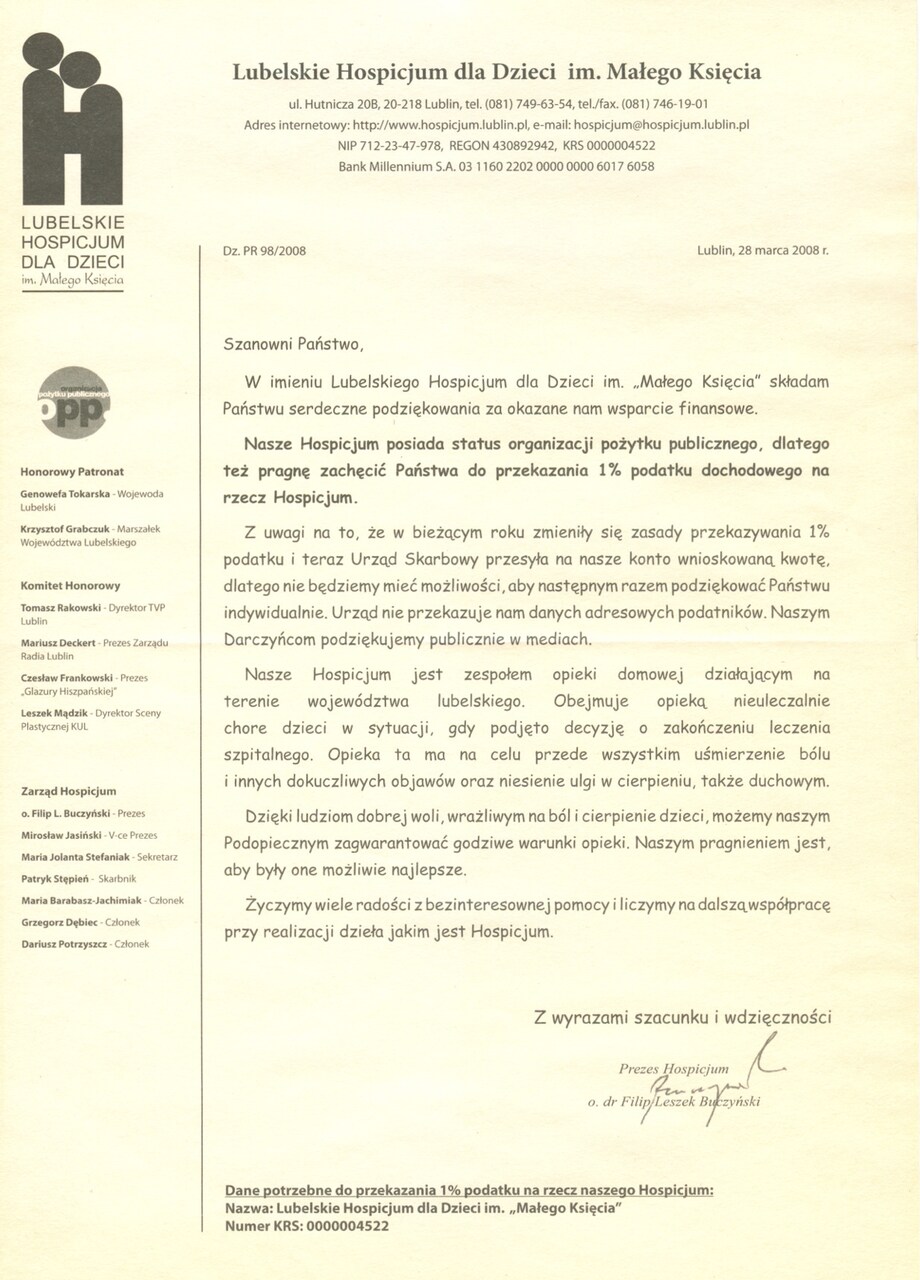 Lubelskie Hospicjum dla Dzieci im. Małego Księcia
ul. Hutnicza 20B, 20-218 Lublin, tel. (081) 749-63-54, tel./fax. (081) 746-19-01
Adres internetowy: http://www.hospicjum.lublin.pl, e-mail: hospicjum@hospicjum.lublin.pl
NIP 712-23-47-978, REGON 430892942, KRS 0000004522
Bank Millennium S.A. 03 1160 2202 0000 0000 6017 6058
LUBELSKIE
HOSPICJUM
DLA DZIECI
im. Małego Księcia
organizacja
pożytku publicznego
opp
Honorowy Patronat
Genowefa Tokarska - Wojewoda
Lubelski
Krzysztof Grabczuk - Marszałek
Województwa Lubelskiego
Komitet Honorowy
Tomasz Rakowski - Dyrektor TVP
Lublin
Mariusz Deckert - Prezes Zarządu
Radia Lublin
Czesław Frankowski - Prezes
„Glazury Hiszpańskiej"
Leszek Mądzik - Dyrektor Sceny
Plastycznej KUL
Zarząd Hospicjum
o. Filip L. Buczyński - Prezes
Mirosław Jasiński - V-ce Prezes
Maria Jolanta Stefaniak - Sekretarz
Patryk Stępień - Skarbnik
Maria Barabasz-Jachimiak - Członek
Grzegorz Dębiec - Członek
Dariusz Potrzyszcz - Członek
Dz. PR 98/2008
Lublin, 28 marca 2008 r.
Szanowni Państwo,
W imieniu Lubelskiego Hospicjum dla Dzieci im. „Małego Księcia" składam
Państwu serdeczne podziękowania za okazane nam wsparcie finansowe.
Nasze Hospicjum posiada status organizacji pożytku publicznego, dlatego
też pragnę zachęcić Państwa do przekazania 1% podatku dochodowego na
rzecz Hospicjum.
Z uwagi na to, że w bieżącym roku zmieniły się zasady przekazywania 1%
podatku i teraz Urząd Skarbowy przesyła na nasze konto wnioskowaną kwotę,
dlatego nie będziemy mieć możliwości, aby następnym razem podziękować Państwu
indywidualnie. Urząd nie przekazuje nam danych adresowych podatników. Naszym
Darczyńcom podziękujemy publicznie w mediach.
Nasze Hospicjum jest zespołem opieki domowej działającym na
terenie województwa lubelskiego. Obejmuje opieką nieuleczalnie
chore dzieci w sytuacji, gdy podjęto decyzję o zakończeniu leczenia
szpitalnego. Opieka ta ma na celu przede wszystkim uśmierzenie bólu
i innych dokuczliwych objawów oraz niesienie ulgi w cierpieniu, także duchowym.
Dzięki ludziom dobrej woli, wrażliwym na ból i cierpienie dzieci, możemy naszym
Podopiecznym zagwarantować godziwe warunki opieki. Naszym pragnieniem jest,
aby były one możliwie najlepsze.
Życzymy wiele radości z bezinteresownej pomocy i liczymy na dalszą współpracę
przy realizacji dzieła jakim jest Hospicjum.
Z wyrazami szacunku i wdzięczności
Prezes Hospicjum
o. dr Filip Leszek Buczyński
Dane potrzebne do przekazania 1% podatku na rzecz naszego Hospicjum:
Nazwa: Lubelskie Hospicjum dla Dzieci im. „Małego Księcia"
Numer KRS: 0000004522